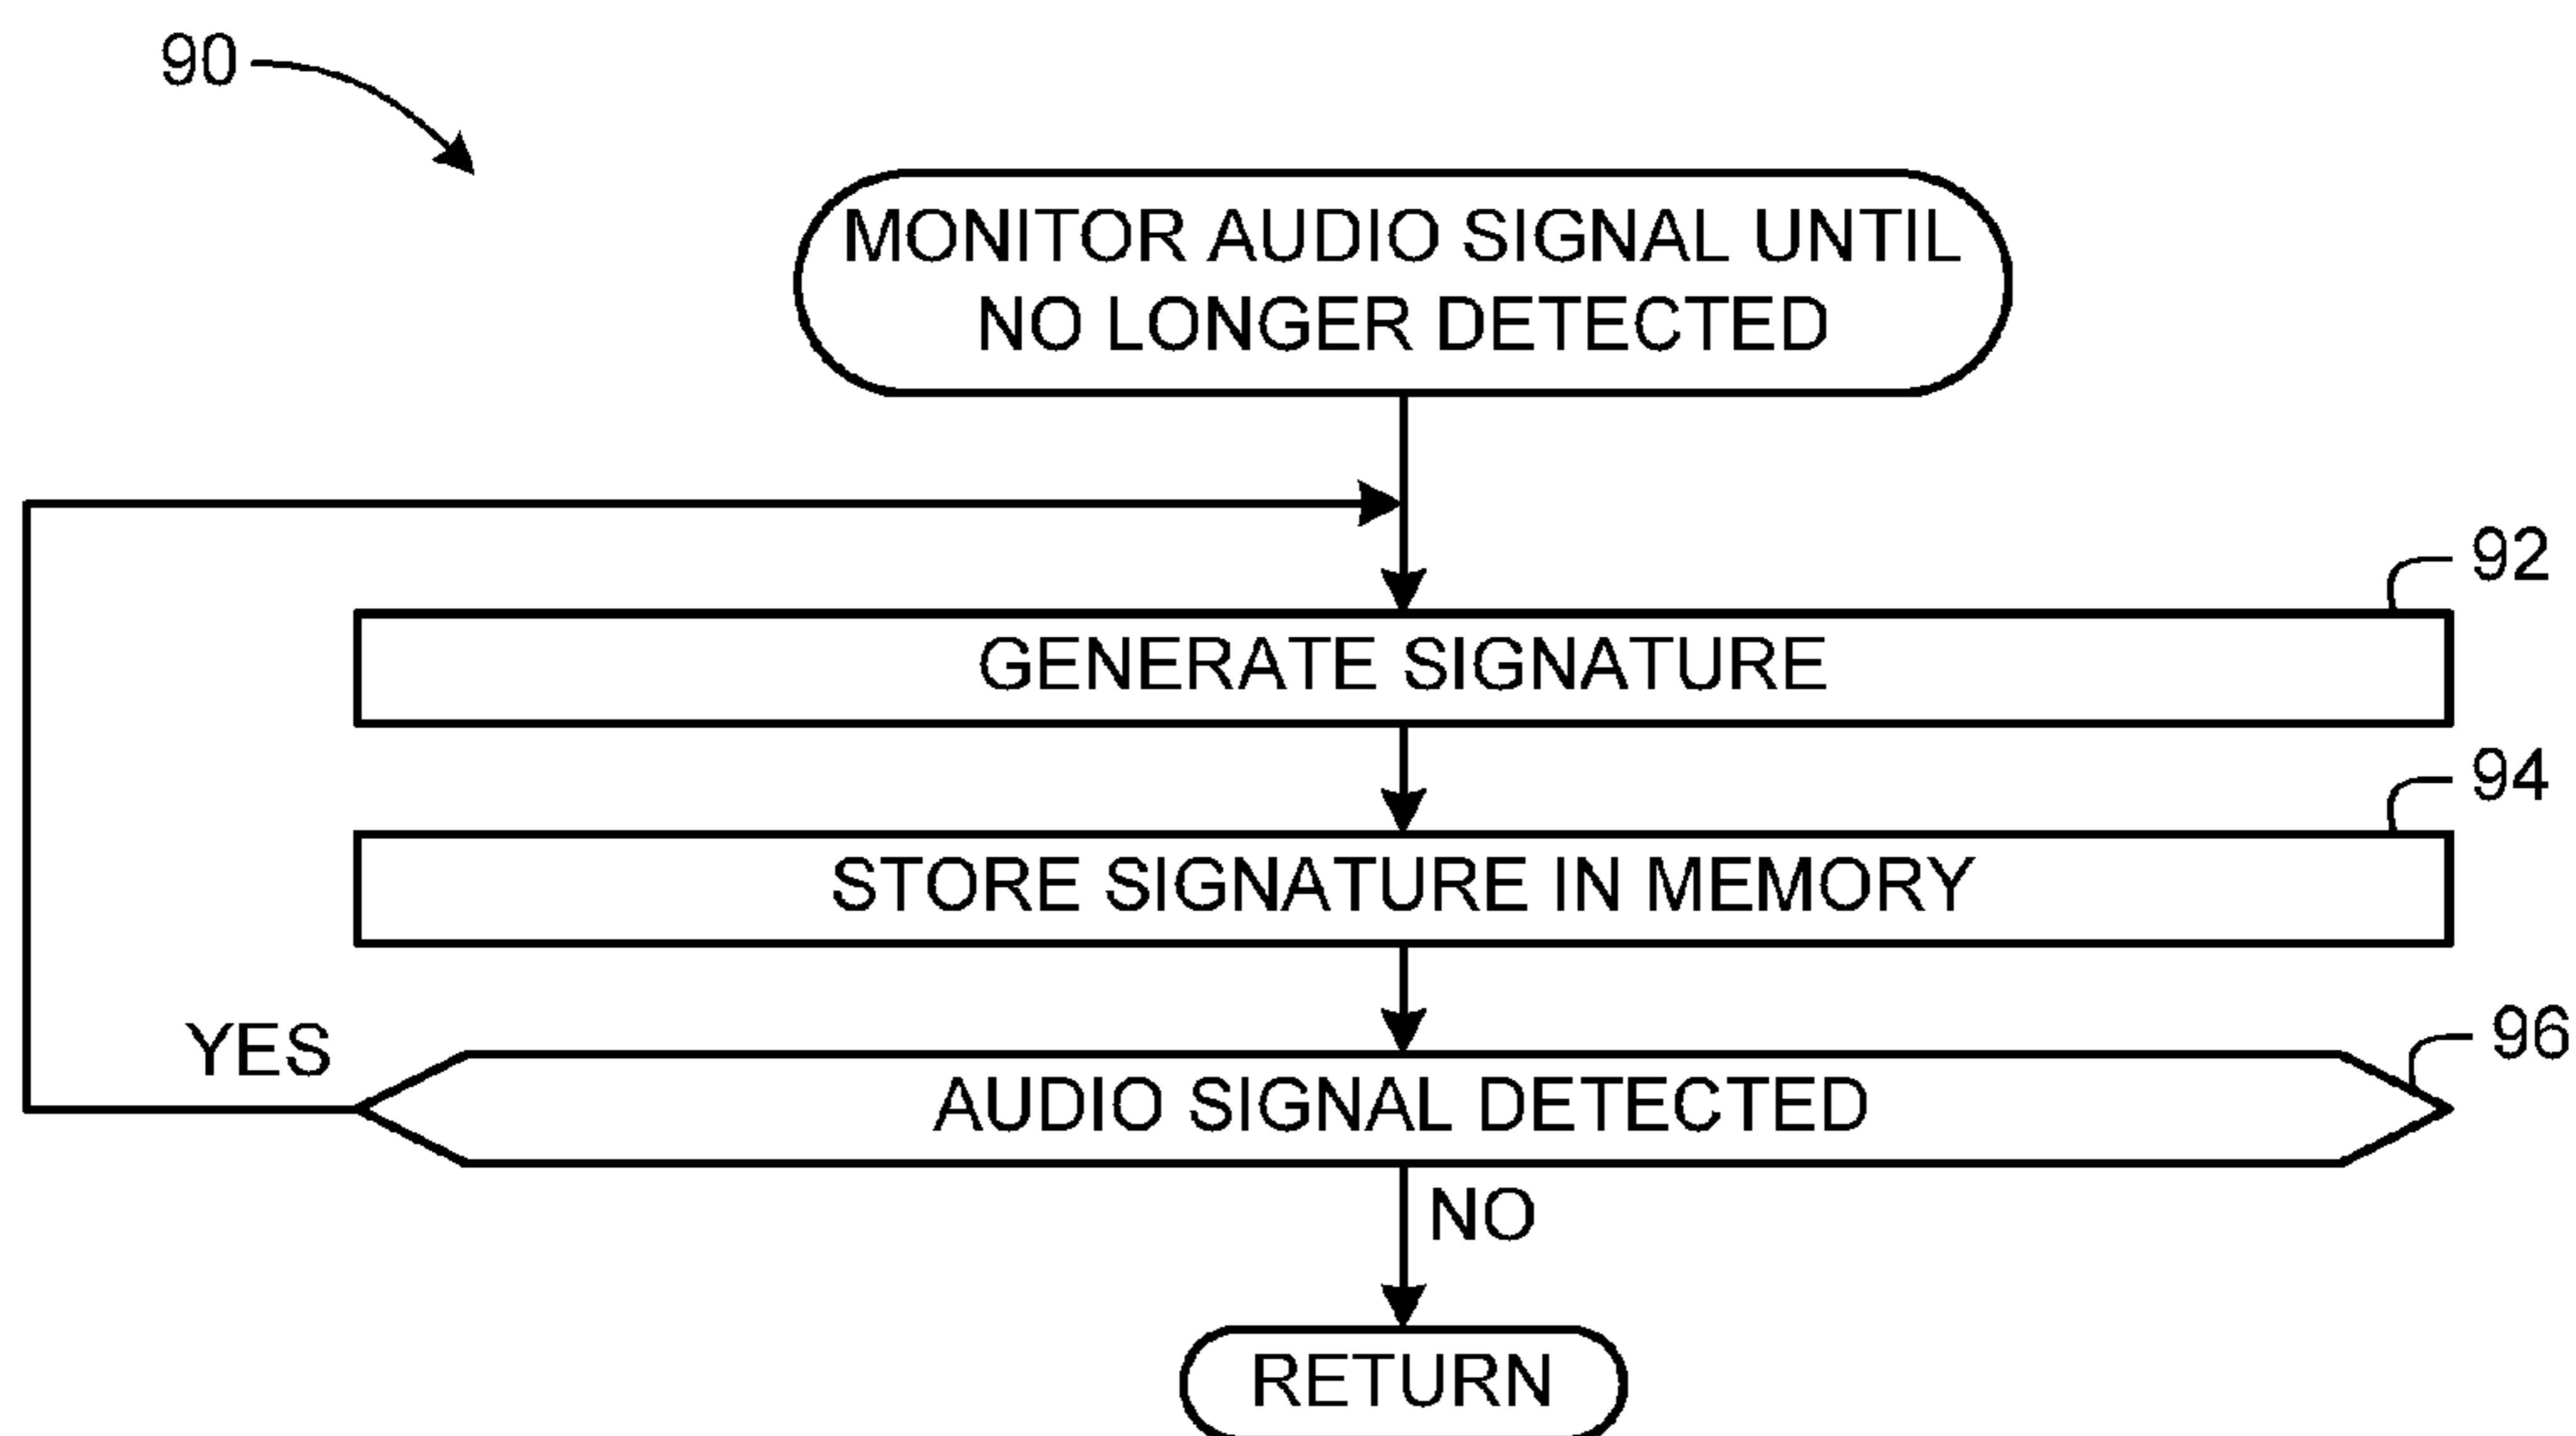 90
MONITOR AUDIO SIGNAL UNTIL
NO LONGER DETECTED
92
GENERATE SIGNATURE
94
STORE SIGNATURE IN MEMORY
96
YES
AUDIO SIGNAL DETECTED
NO
RETURN